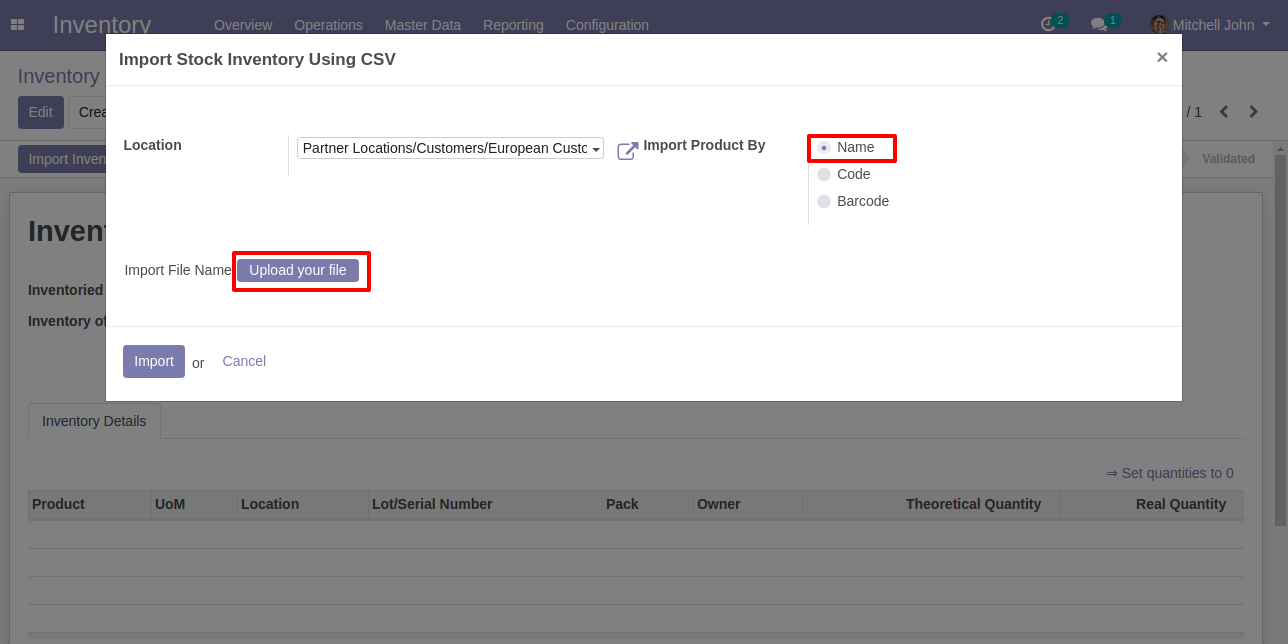 Inventory
Overview
Operations
Master Data
Reporting
Configuration
2
1
Mitchell John
Import Stock Inventory Using CSV
×
Inventory
Edit
Crea
/ 1
Location
Partner Locations/Customers/European Custo
Import Product By
Name
Code
Barcode
Import Inven
Validated
Invent
Import File Name
Upload your file
Inventoried
Inventory of
Import
or
Cancel
Inventory Details
⇒ Set quantities to 0
Product
UoM
Location
Lot/Serial Number
Pack
Owner
Theoretical Quantity
Real Quantity